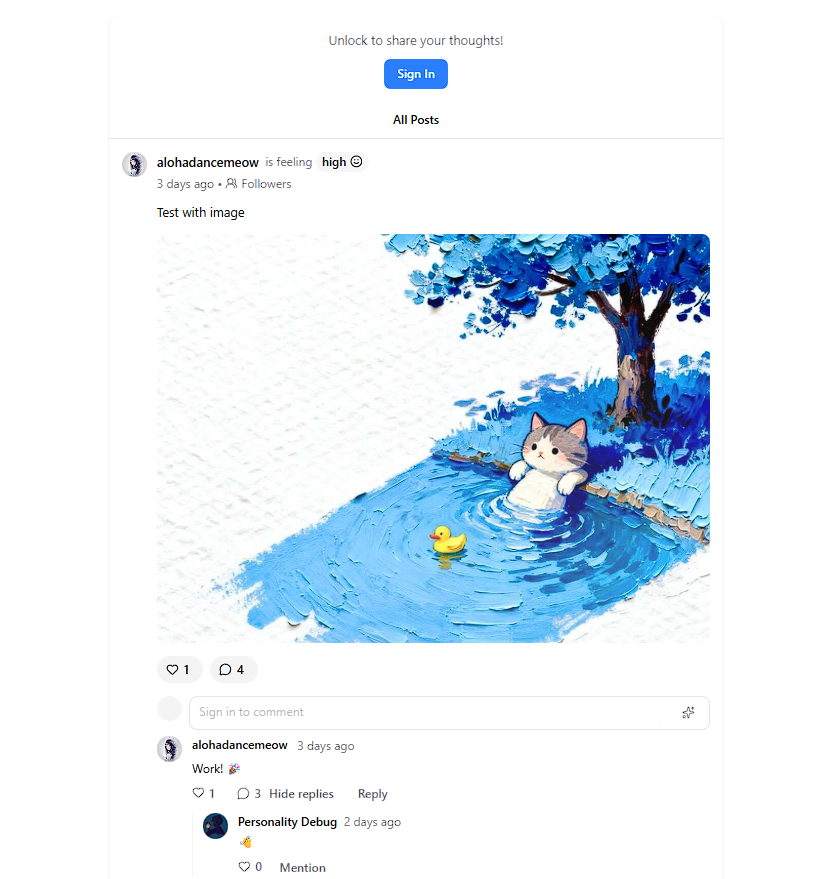 Unlock to share your thoughts!
Sign In
All Posts
alohadancemeow is feeling high
3 days ago • Followers
Test with image
1 4
Sign in to comment
alohadancemeow 3 days ago
Work! 🎉
1 3 Hide replies Reply
Personality Debug 2 days ago
0 Mention